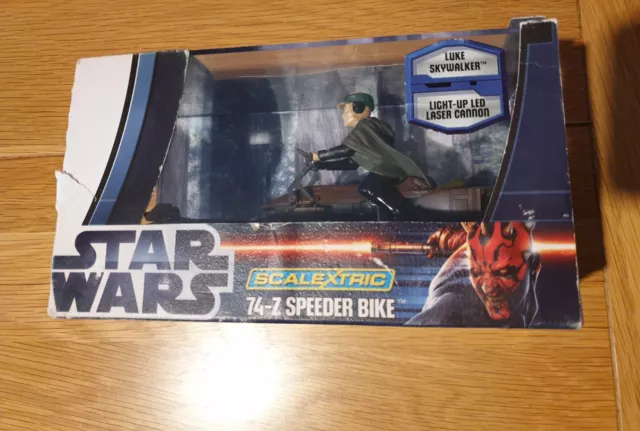 LUKE
SKYWALKER™
LIGHT-UP LED
LASER CANNON
STAR
WARS
SCALEXTRIC
74-Z SPEEDER BIKE™